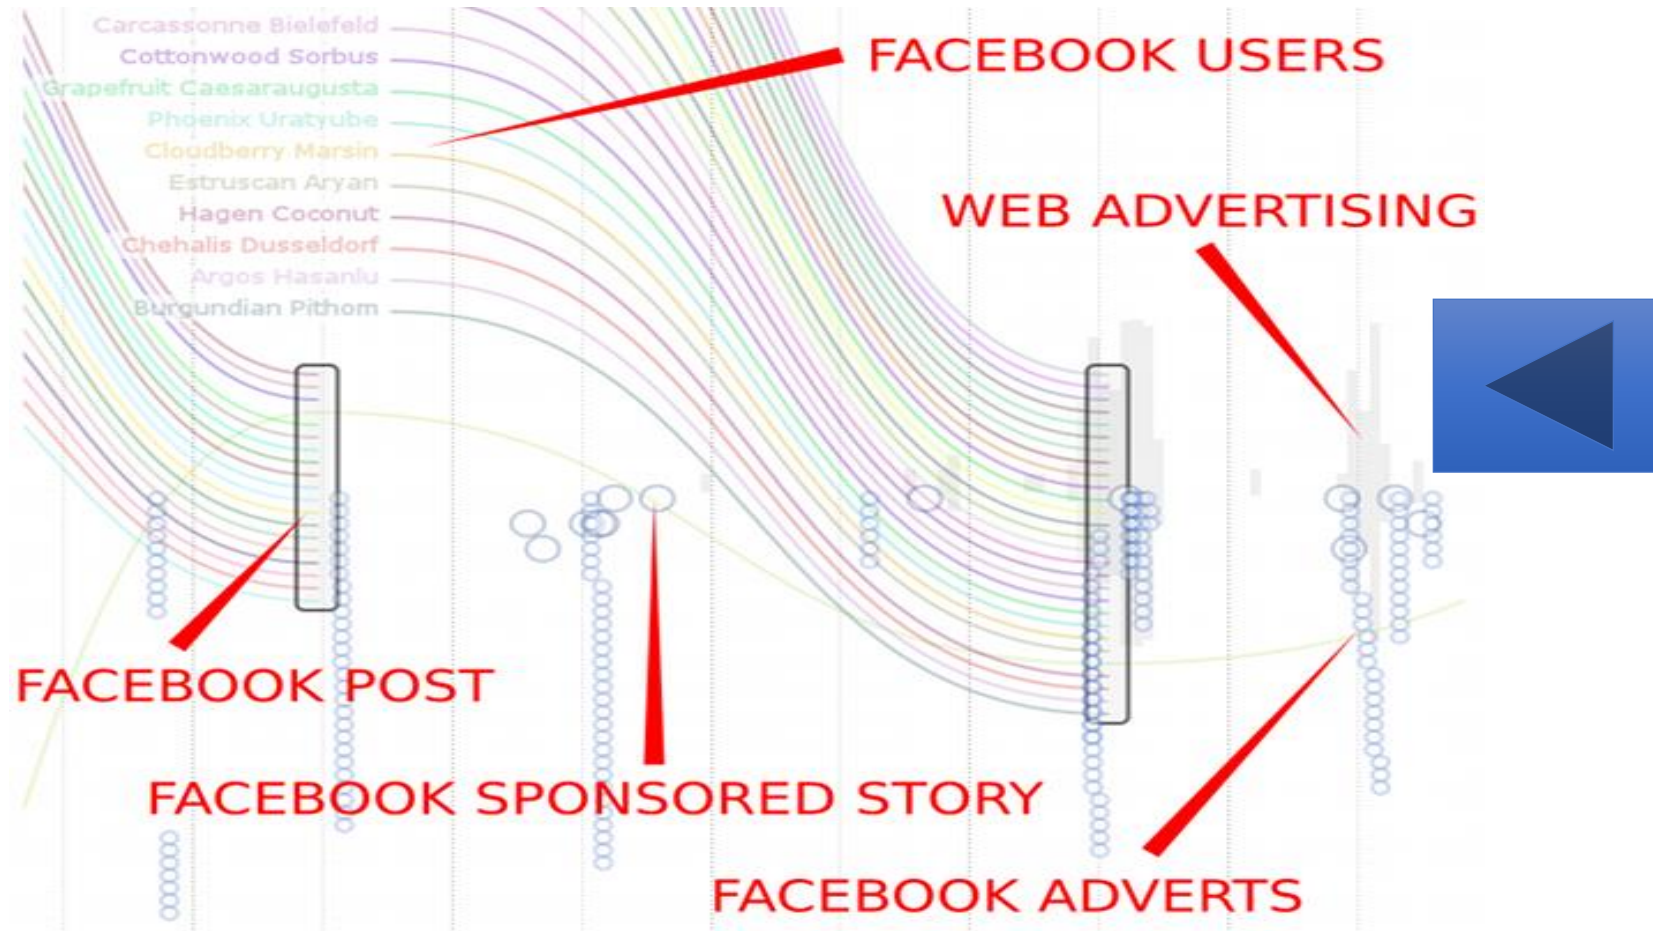 Carcassonne Bielefeld
FACEBOOK USERS
Cottonwood Sorbus
Grapefruit Caesaraugusta
Phoenix Uratyube
Cloudberry Marsin
Estruscan Aryan
WEB ADVERTISING
Hagen Coconut
Chehalis Dusseldorf
Argos Hasanlu
Burgundian Pithom
FACEBOOK POST
FACEBOOK SPONSORED STORY
FACEBOOK ADVERTS